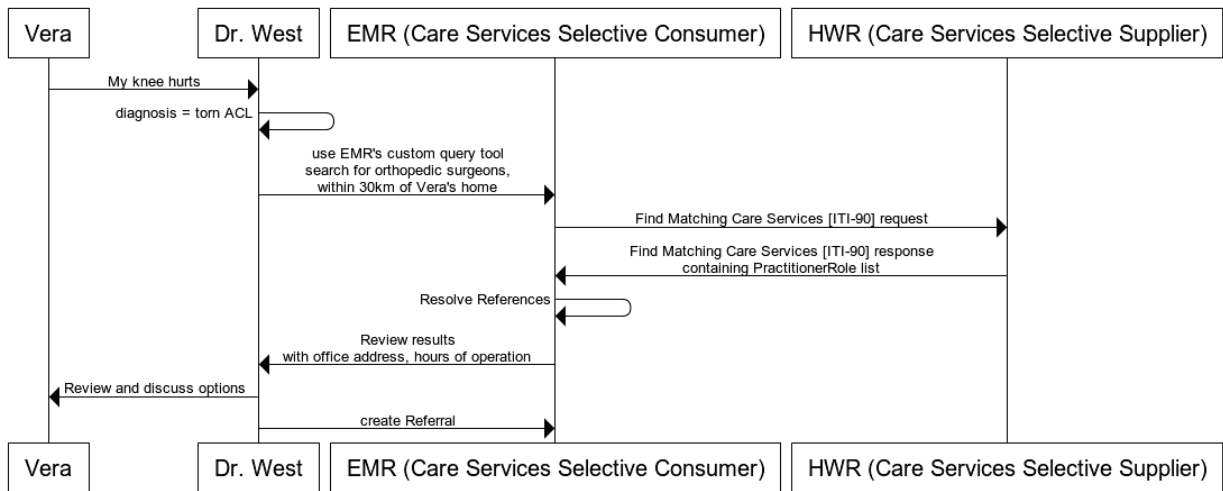 Vera
Dr. West
EMR (Care Services Selective Consumer)
HWR (Care Services Selective Supplier)
My knee hurts
diagnosis = torn ACL
use EMR's custom query tool
search for orthopedic surgeons,
within 30km of Vera's home
Find Matching Care Services [ITI-90] request
Find Matching Care Services [ITI-90] response
containing PractitionerRole list
Resolve References
Review results
with office address, hours of operation
Review and discuss options
create Referral
Vera
Dr. West
EMR (Care Services Selective Consumer)
HWR (Care Services Selective Supplier)